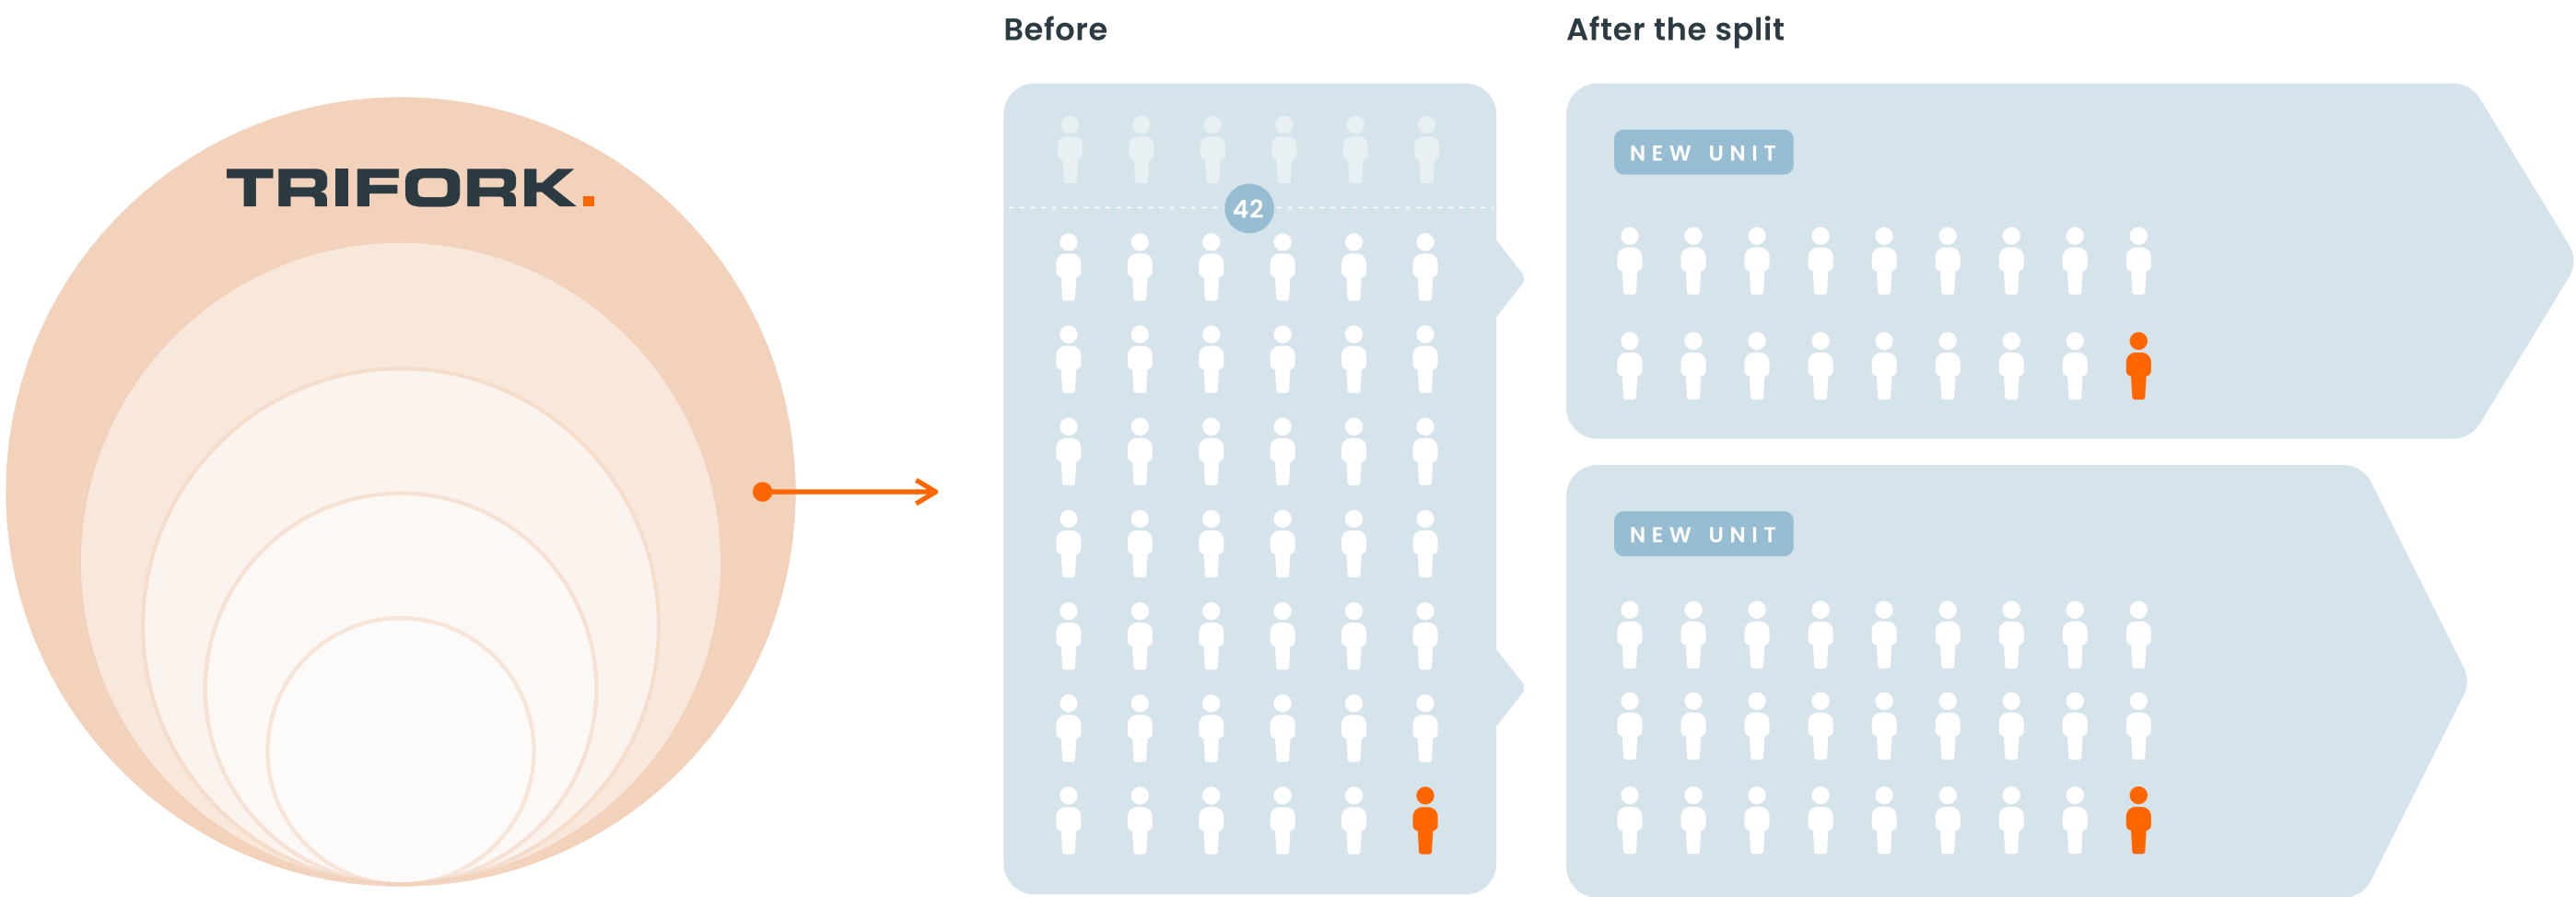 TRIFORK.
Before
42
After the split
NEW UNIT
NEW UNIT